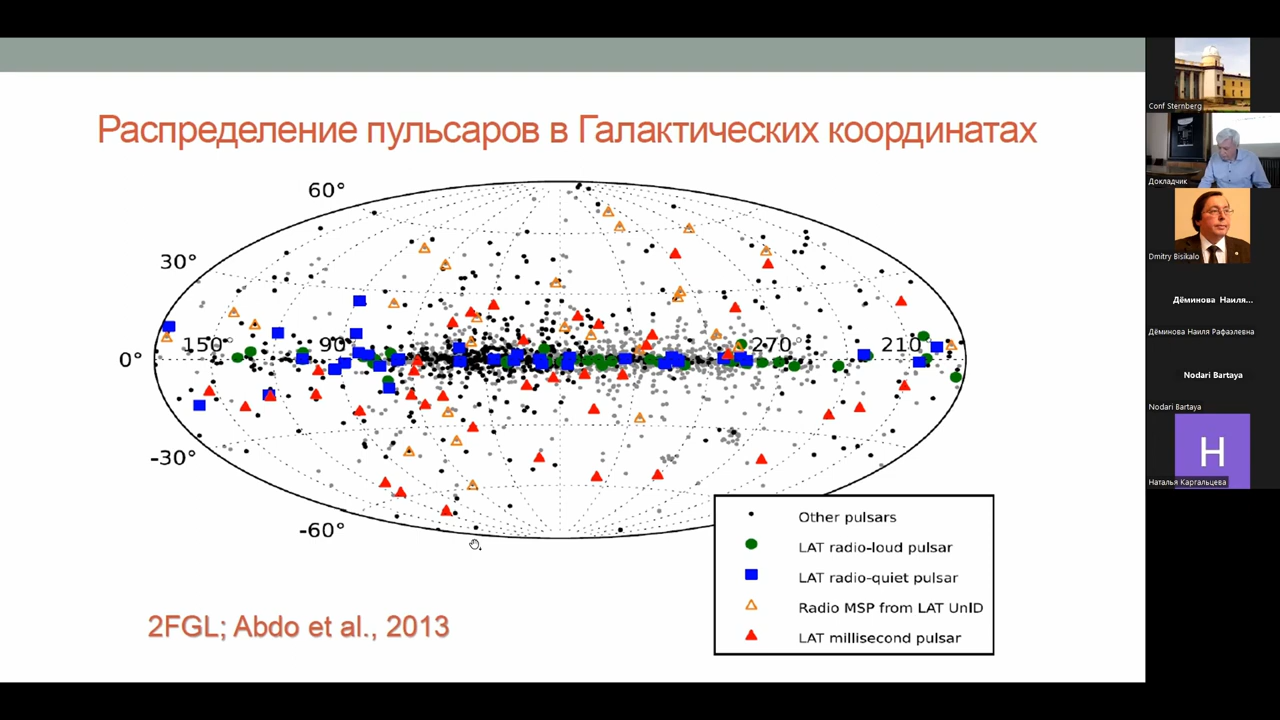 Распределение пульсаров в Галактических координатах
60°
30°
150°
90°
270°
210°
0°
-30°
-60°
Other pulsars
LAT radio-loud pulsar
LAT radio-quiet pulsar
Radio MSP from LAT UnID
LAT millisecond pulsar
2FGL; Abdo et al., 2013
Conf Sternberg
Докладчик
Dmitry Bisikalo
Дёминова Наиля...
Дёминова Наиля Рафаэлевна
Nodari Bartaya
Nodari Bartaya
Н
Наталья Каргальцева